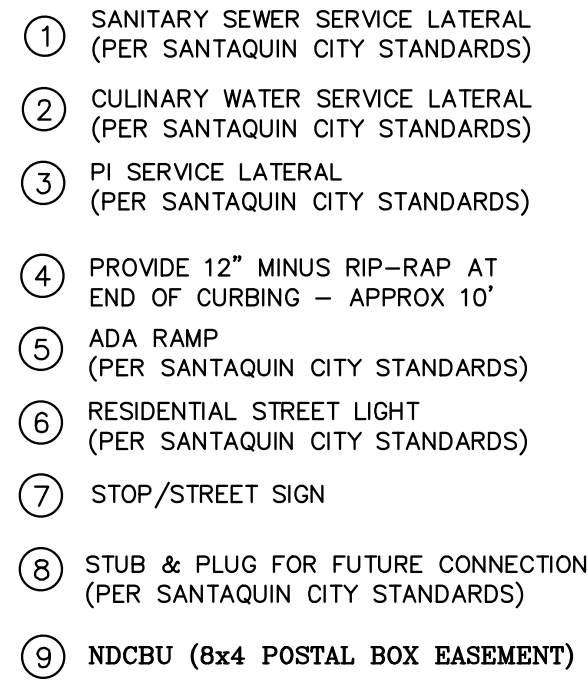 1 SANITARY SEWER SERVICE LATERAL
(PER SANTAQUIN CITY STANDARDS)
2 CULINARY WATER SERVICE LATERAL
(PER SANTAQUIN CITY STANDARDS)
3 PI SERVICE LATERAL
(PER SANTAQUIN CITY STANDARDS)
4 PROVIDE 12" MINUS RIP-RAP AT
END OF CURBING - APPROX 10'
5 ADA RAMP
(PER SANTAQUIN CITY STANDARDS)
6 RESIDENTIAL STREET LIGHT
(PER SANTAQUIN CITY STANDARDS)
7 STOP/STREET SIGN
8 STUB & PLUG FOR FUTURE CONNECTION
(PER SANTAQUIN CITY STANDARDS)
9 NDCBU (8x4 POSTAL BOX EASEMENT)